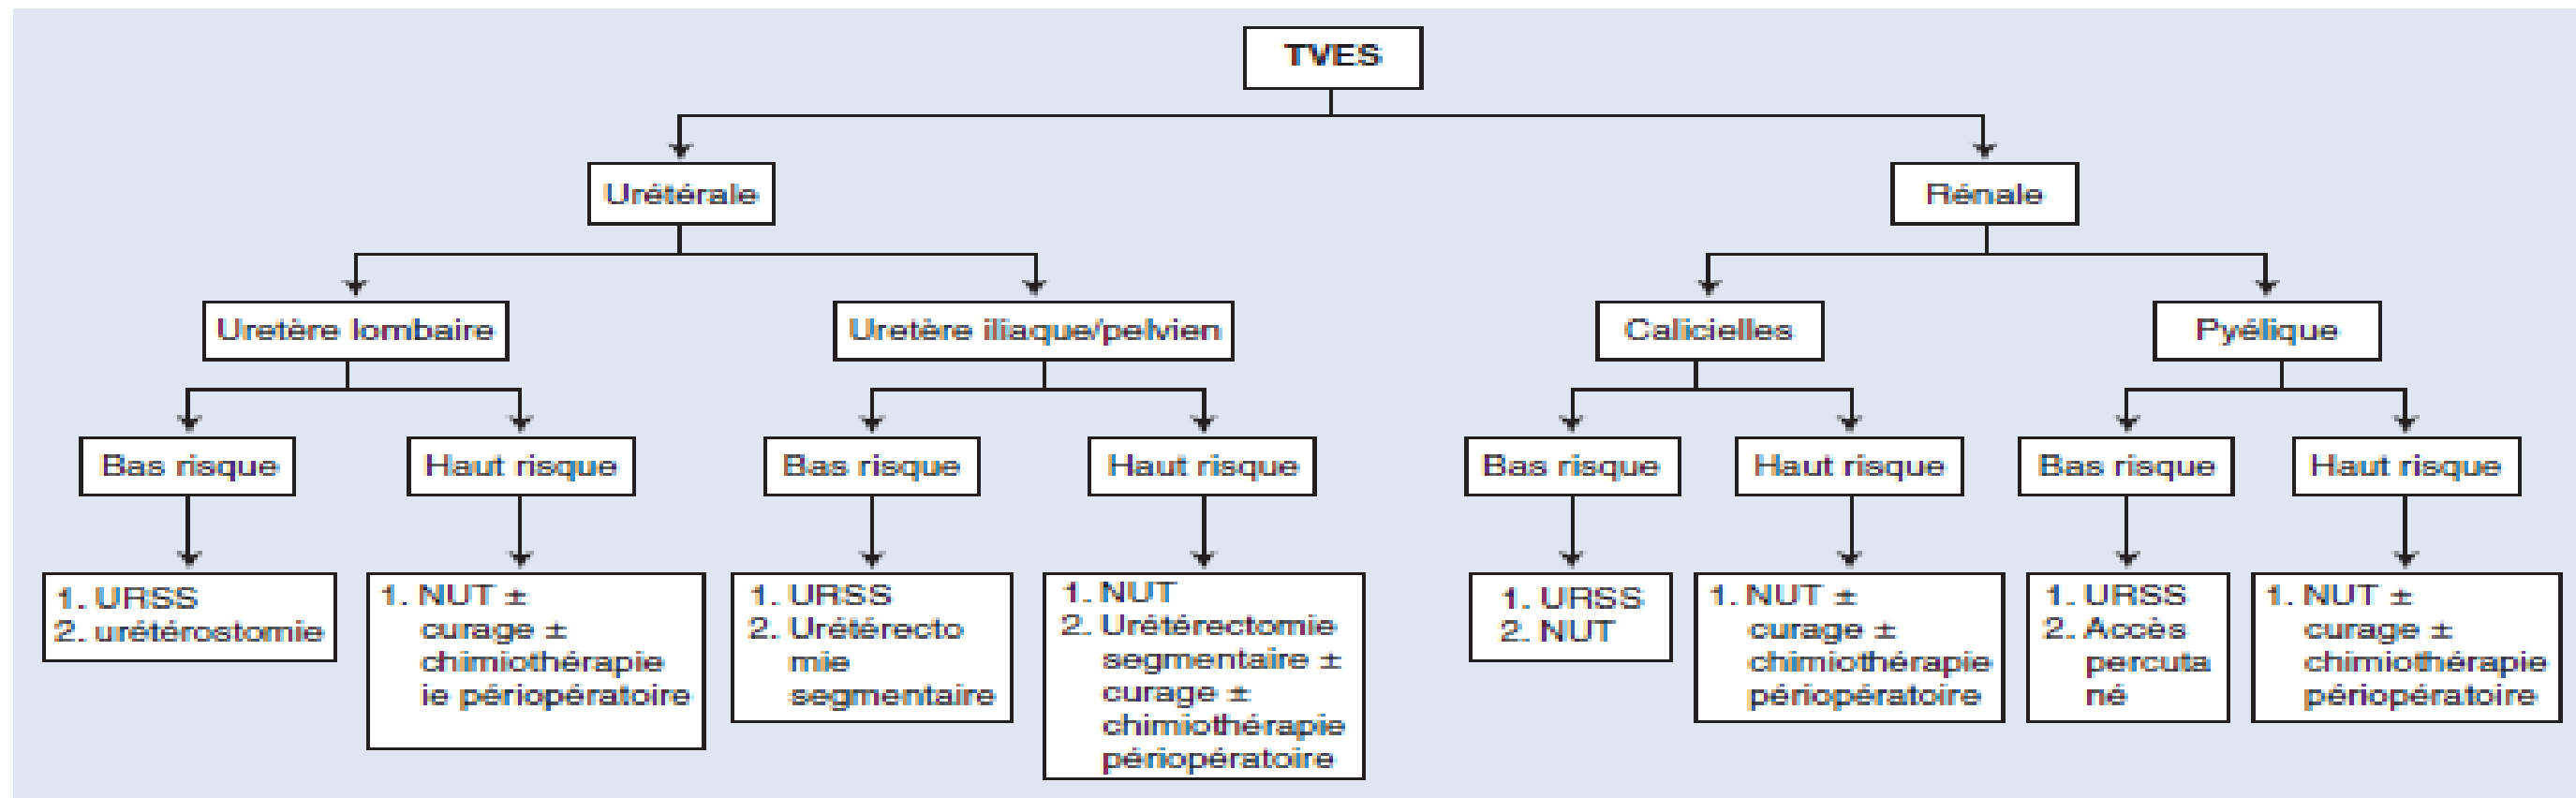 TVES
Urétérale
Rénale
Uretère lombaire
Uretère iliaque/pelvien
Calicielles
Pyélique
Bas risque
Haut risque
Bas risque
Haut risque
Bas risque
Haut risque
Bas risque
Haut risque
1. URSS
2. urétérostomie
1. NUT ±
curage ±
chimiothérapie
ie périopératoire
1. URSS
2. Urétérecto
mie
segmentaire
1. NUT
2. Urétérectomie
segmentaire ±
curage ±
chimiothérapie
périopératoire
1. URSS
2. NUT
1. NUT ±
curage ±
chimiothérapie
périopératoire
1. URSS
2. Accès
percuta
né
1. NUT ±
curage ±
chimiothérapie
périopératoire